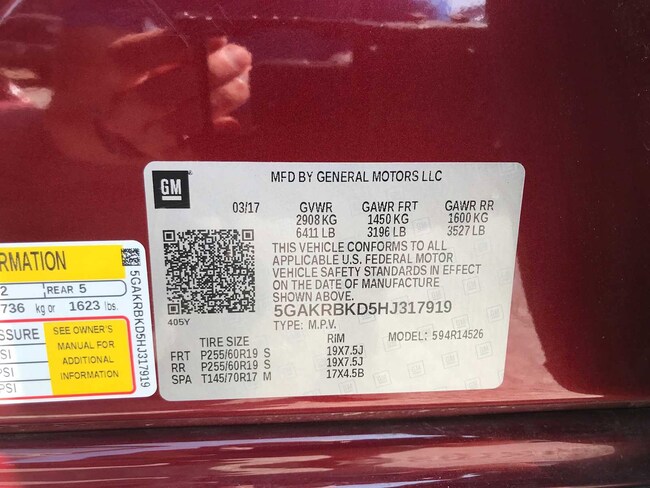 GM
MFD BY GENERAL MOTORS LLC
03/17
GVWR GAWR FRT GAWR RR
2908 KG 1450 KG 1600 KG
6411 LB 3196 LB 3527 LB
THIS VEHICLE CONFORMS TO ALL
APPLICABLE U.S. FEDERAL MOTOR
VEHICLE SAFETY STANDARDS IN EFFECT
ON THE DATE OF MANUFACTURE
SHOWN ABOVE.
5GAKRBKD5HJ317919
405Y
TYPE: M.P.V. MODEL: 594R14526
TIRE SIZE RIM
FRT P255/60R19 S 19X7.5J
RR P255/60R19 S 19X7.5J
SPA T145/70R17 M 17X4.5B
RMATION
2 REAR 5
736 kg or 1623 lbs.
SSURE
SI
SI
PSI
SEE OWNER'S
MANUAL FOR
ADDITIONAL
INFORMATION
5GAKRBKD5HJ317919